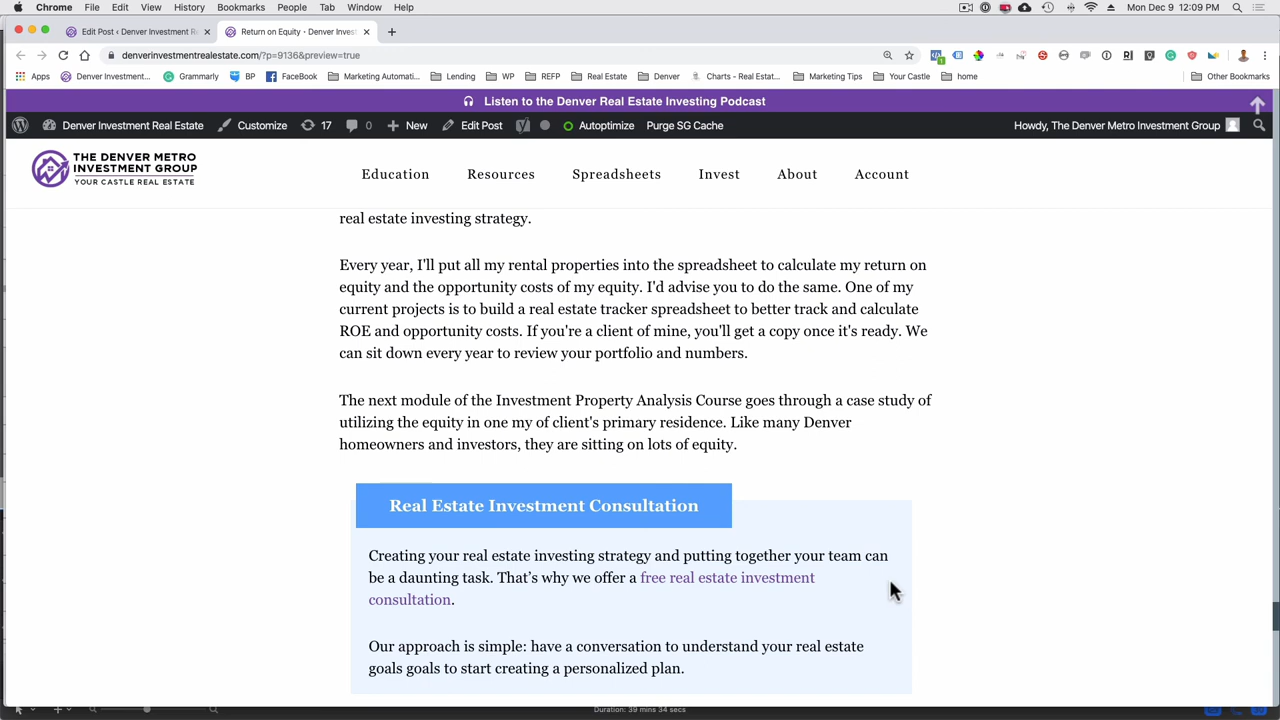 Chrome File Edit View History Bookmarks People Tab Window Help Mon Dec 9 12:09 PM
Edit Post ‹ Denver Investment R
Return on Equity - Denver Inves
denverinvestmentrealestate.com/?p=9136&preview=true
Apps Denver Investment... Grammarly BP FaceBook Marketing Automati... Lending WP REFP Real Estate Denver Charts - Real Estat... Marketing Tips Your Castle home Other Bookmarks
Listen to the Denver Real Estate Investing Podcast
Denver Investment Real Estate Customize 17 0 New Edit Post Autoptimize Purge SG Cache Howdy, The Denver Metro Investment Group
THE DENVER METRO
INVESTMENT GROUP
YOUR CASTLE REAL ESTATE
Education Resources Spreadsheets Invest About Account
real estate investing strategy.
Every year, I'll put all my rental properties into the spreadsheet to calculate my return on
equity and the opportunity costs of my equity. I'd advise you to do the same. One of my
current projects is to build a real estate tracker spreadsheet to better track and calculate
ROE and opportunity costs. If you're a client of mine, you'll get a copy once it's ready. We
can sit down every year to review your portfolio and numbers.
The next module of the Investment Property Analysis Course goes through a case study of
utilizing the equity in one my of client's primary residence. Like many Denver
homeowners and investors, they are sitting on lots of equity.
Real Estate Investment Consultation
Creating your real estate investing strategy and putting together your team can
be a daunting task. That’s why we offer a free real estate investment
consultation.
Our approach is simple: have a conversation to understand your real estate
goals goals to start creating a personalized plan.
Duration: 39 mins 34 secs